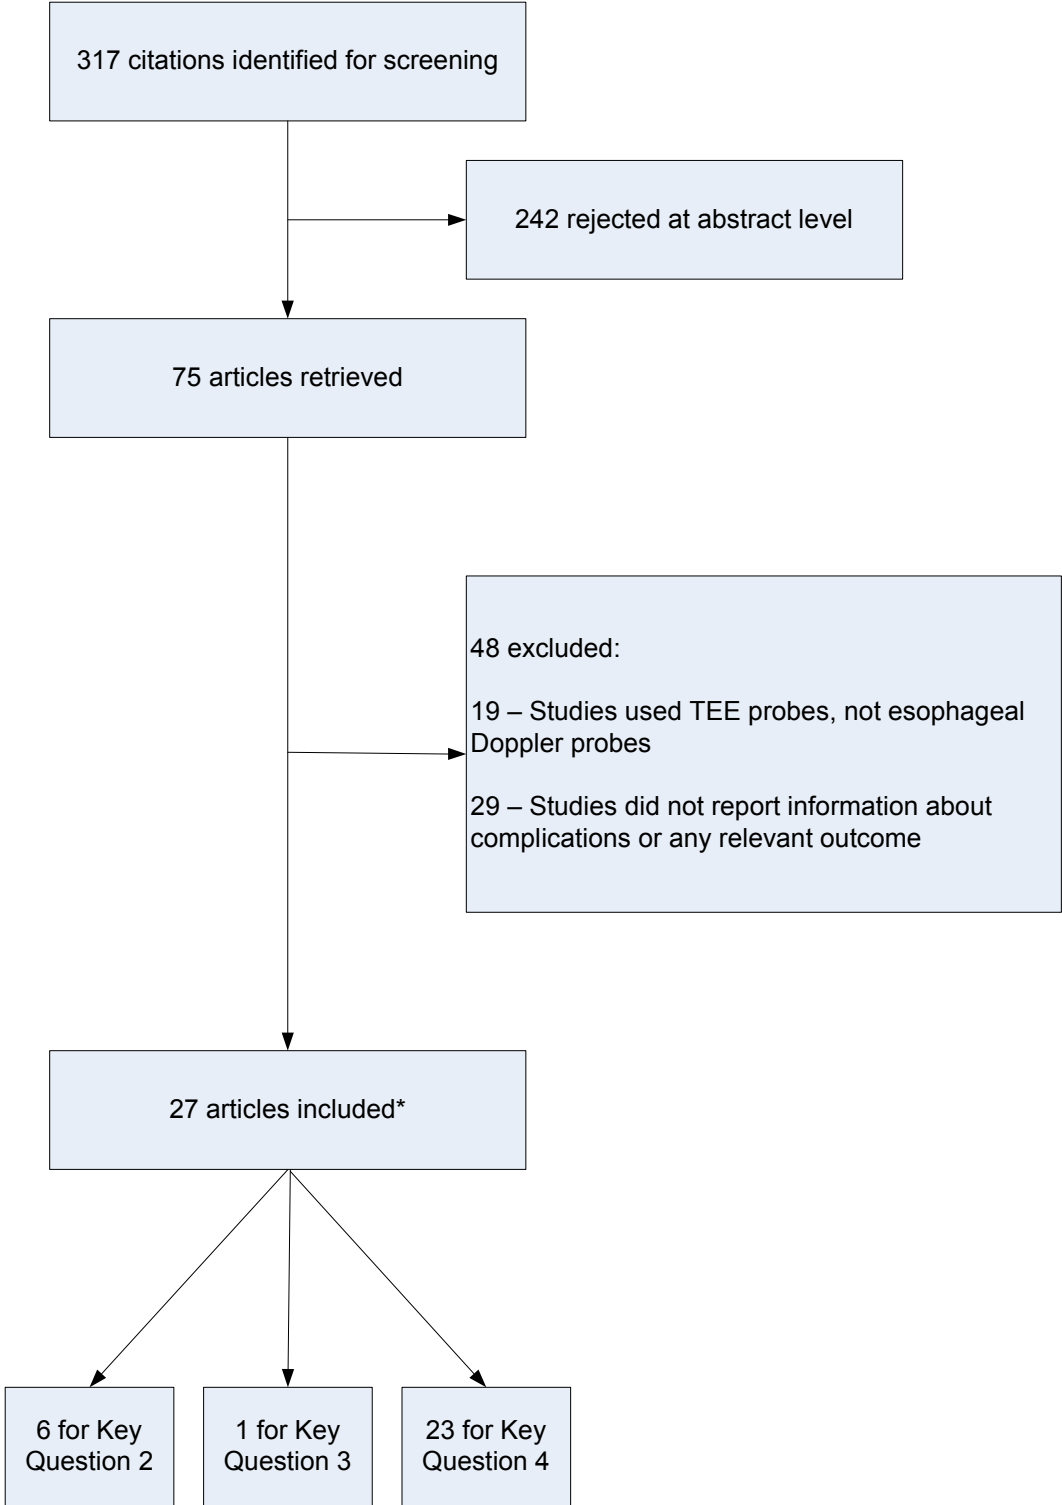 317 citations identified for screening
242 rejected at abstract level
75 articles retrieved
48 excluded:
19 – Studies used TEE probes, not esophageal
Doppler probes
29 – Studies did not report information about
complications or any relevant outcome
27 articles included*
6 for Key
Question 2
1 for Key
Question 3
23 for Key
Question 4